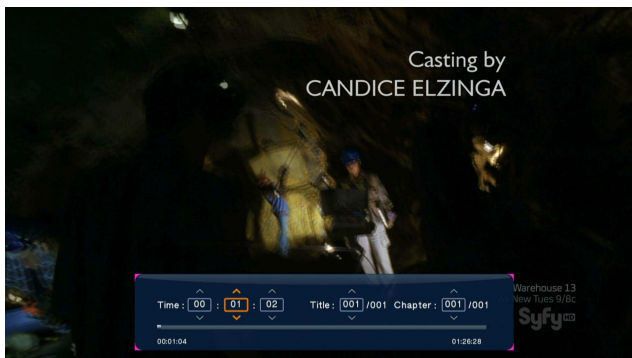 Casting by
CANDICE ELZINGA
Warehouse 13
New Tues 9/8c
Syfy HD
Time : 00 : 01 : 02 Title : 001 /001 Chapter : 001 /001
00:01:04 01:26:28